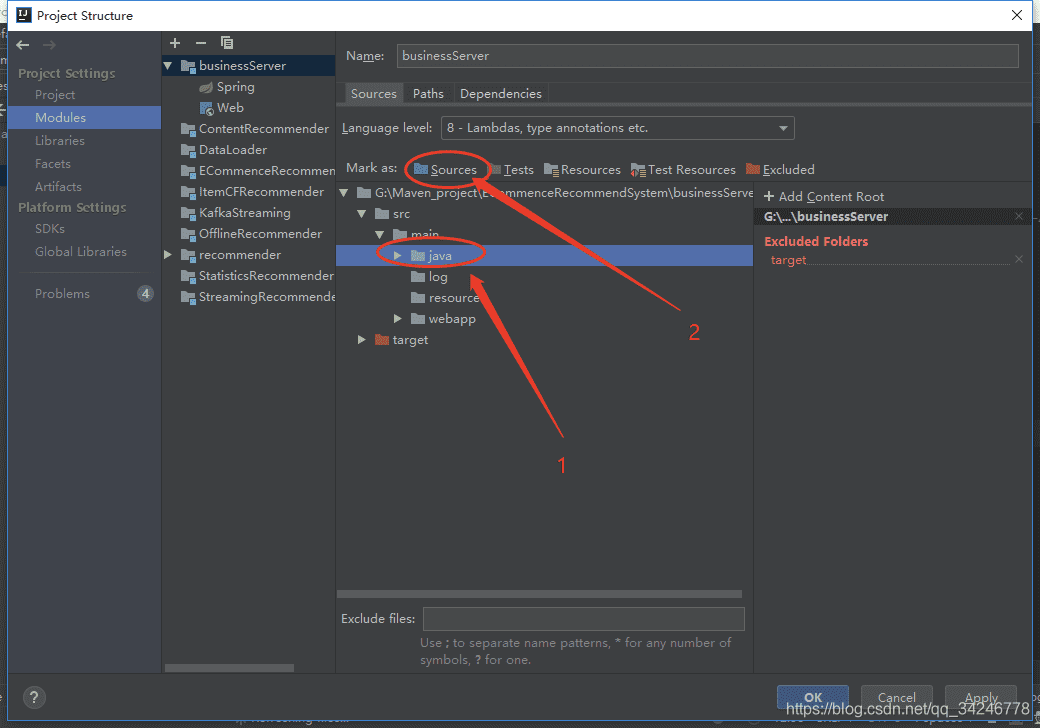 Project Structure
Project Settings
Project
Modules
Libraries
Facets
Artifacts
Platform Settings
SDKs
Global Libraries
Problems
4
businessServer
Spring
Web
ContentRecommender
DataLoader
ECommerceRecommen
ItemCFRecommender
KafkaStreaming
OfflineRecommender
recommender
StatisticsRecommender
StreamingRecommende
Name: businessServer
Sources Paths Dependencies
Language level: 8 - Lambdas, type annotations etc.
Mark as: Sources Tests Resources Test Resources Excluded
G:\Maven_project\ECommenceRecommendSystem\businessServe
src
main
java
log
resource
webapp
target
2
1
Exclude files:
Use ; to separate name patterns, * for any number of
symbols, ? for one.
+ Add Content Root
G:\...\businessServer
Excluded Folders
target
?
OK Cancel Apply
https://blog.csdn.net/qq_34246778